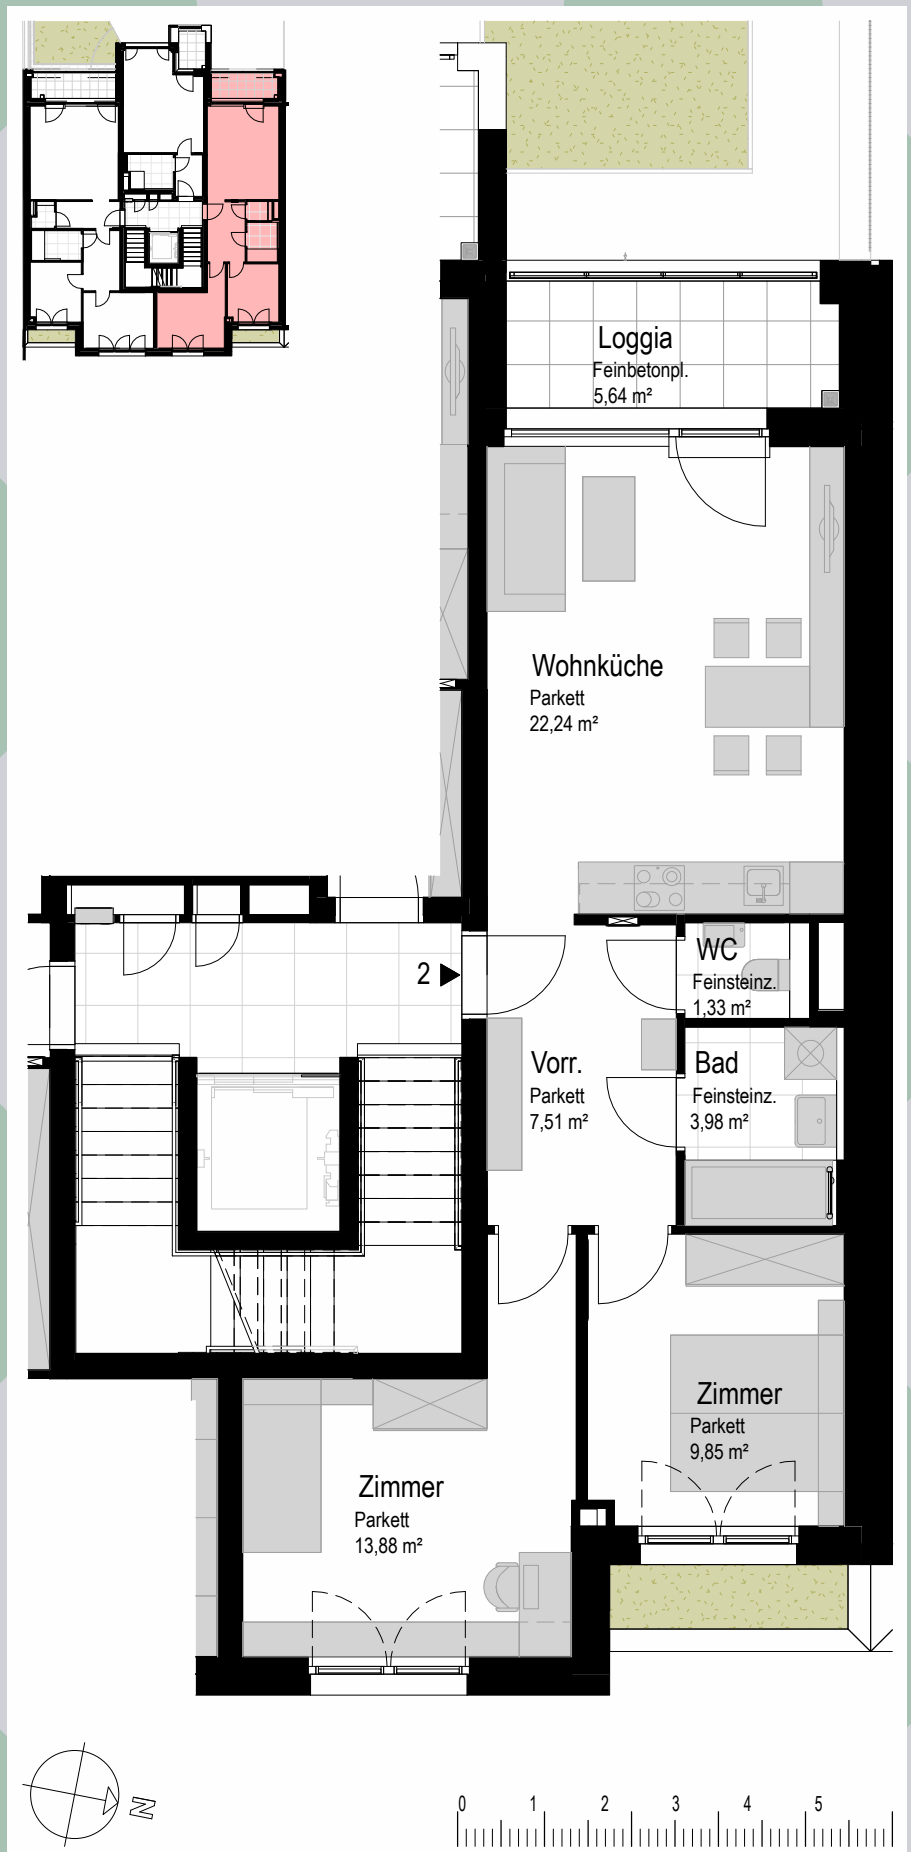 Loggia
Feinbetonpl.
5,64 m²
Wohnküche
Parkett
22,24 m²
2
WC
Feinsteinz.
1,33 m²
Vorr.
Parkett
7,51 m²
Bad
Feinsteinz.
3,98 m²
Zimmer
Parkett
9,85 m²
Zimmer
Parkett
13,88 m²
N
0 1 2 3 4 5